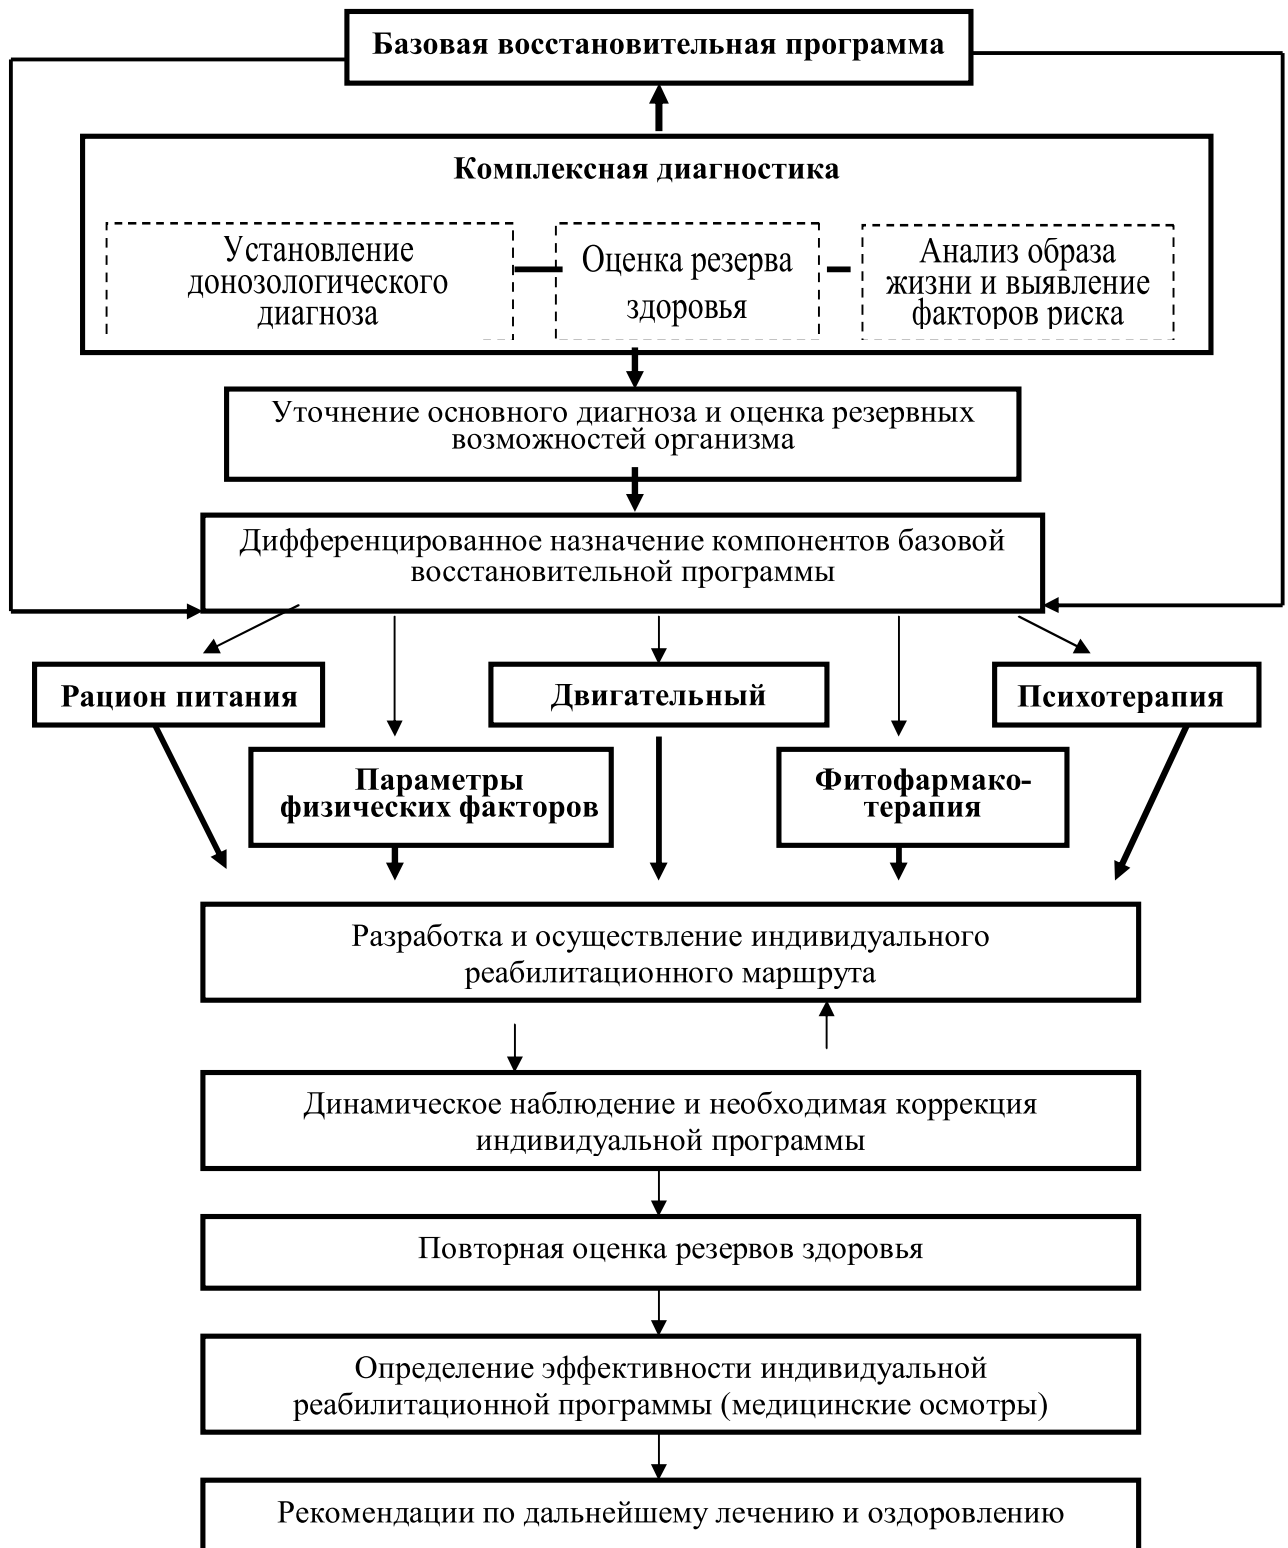 Базовая восстановительная программа
Комплексная диагностика
Установление
донозологического
диагноза
Оценка резерва
здоровья
Анализ образа
жизни и выявление
факторов риска
Уточнение основного диагноза и оценка резервных
возможностей организма
Дифференцированное назначение компонентов базовой
восстановительной программы
Рацион питания
Двигательный
Психотерапия
Параметры
физических факторов
Фитофармако-
терапия
Разработка и осуществление индивидуального
реабилитационного маршрута
Динамическое наблюдение и необходимая коррекция
индивидуальной программы
Повторная оценка резервов здоровья
Определение эффективности индивидуальной
реабилитационной программы (медицинские осмотры)
Рекомендации по дальнейшему лечению и оздоровлению